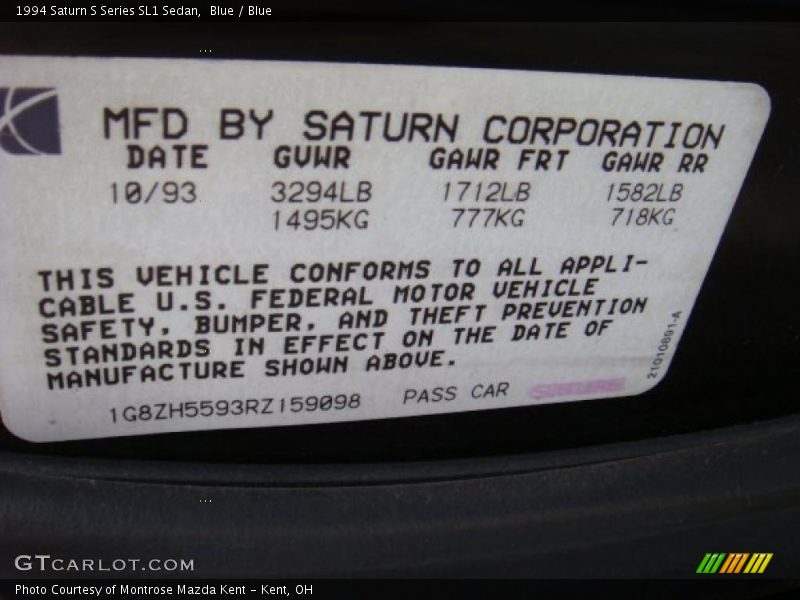 1994 Saturn S Series SL1 Sedan,  Blue / Blue
MFD BY SATURN CORPORATION
DATE GVWR GAWR FRT GAWR RR
10/93 3294LB 1712LB 1582LB
1495KG 777KG 718KG
THIS VEHICLE CONFORMS TO ALL APPLI-
CABLE U.S. FEDERAL MOTOR VEHICLE
SAFETY, BUMPER, AND THEFT PREVENTION
STANDARDS IN EFFECT ON THE DATE OF
MANUFACTURE SHOWN ABOVE.
1G8ZH5593RZ159098 PASS CAR
21010691-A
GTCARLOT.COM
Photo Courtesy of Montrose Mazda Kent - Kent, OH